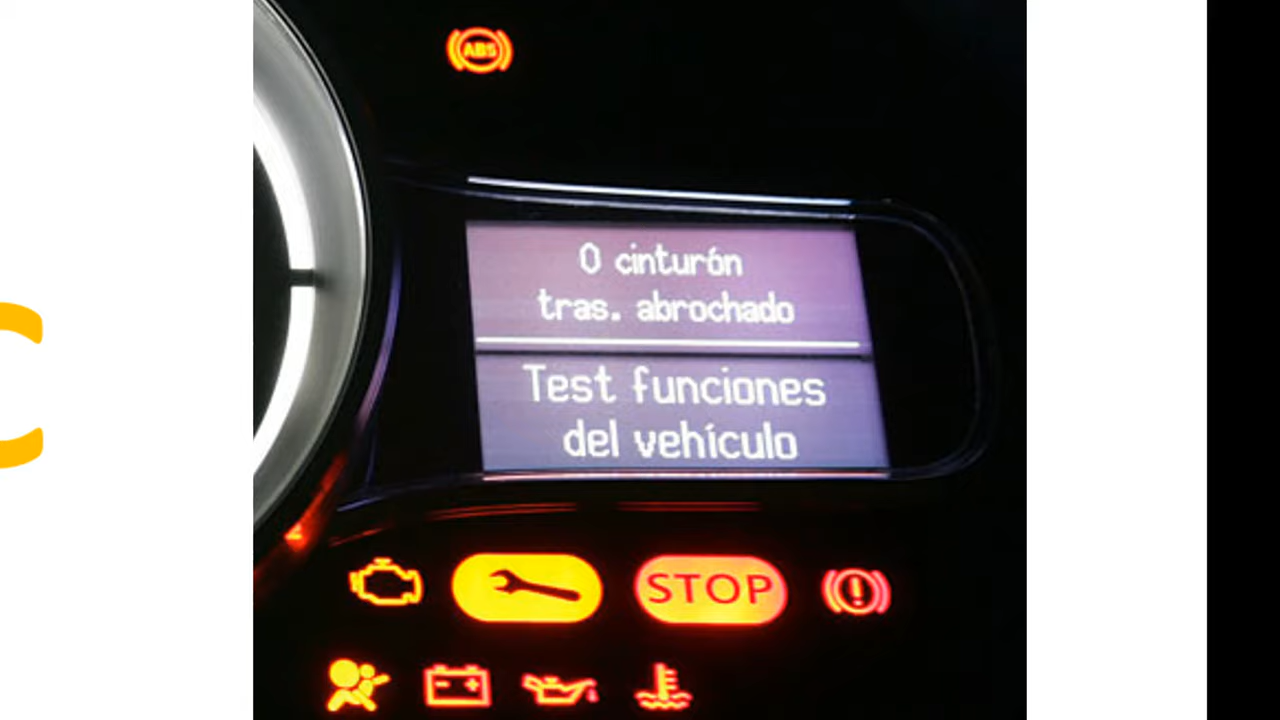 ABS
0 cinturón
tras. abrochado
Test funciones
del vehículo
STOP